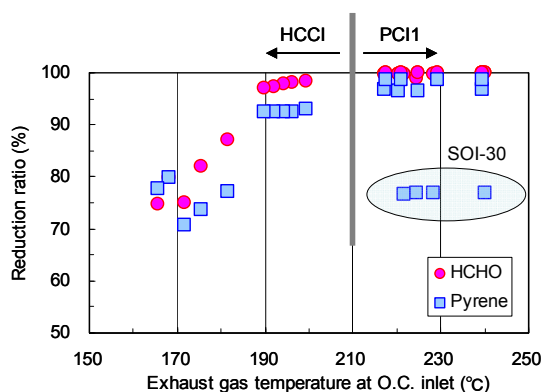 HCCI PCI1
100
90
80
70
60
50
Reduction ratio (%)
SOI-30
HCHO
Pyrene
150 170 190 210 230 250
Exhaust gas temperature at O.C. inlet (℃)